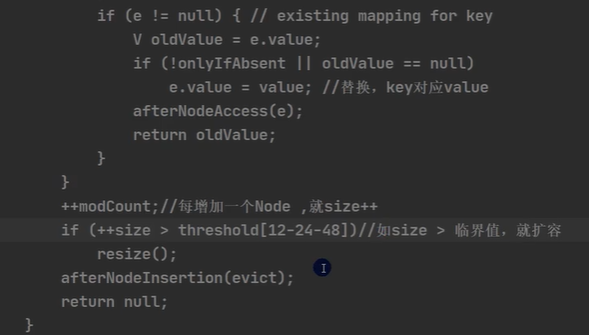 if (e != null) { // existing mapping for key
V oldValue = e.value;
if (!onlyIfAbsent || oldValue == null)
e.value = value; //替换，key对应value
afterNodeAccess(e);
return oldValue;
}
}
++modCount;//每增加一个Node ,就size++
if (++size > threshold[12-24-48])//如size > 临界值，就扩容
resize();
afterNodeInsertion(evict);
return null;
}